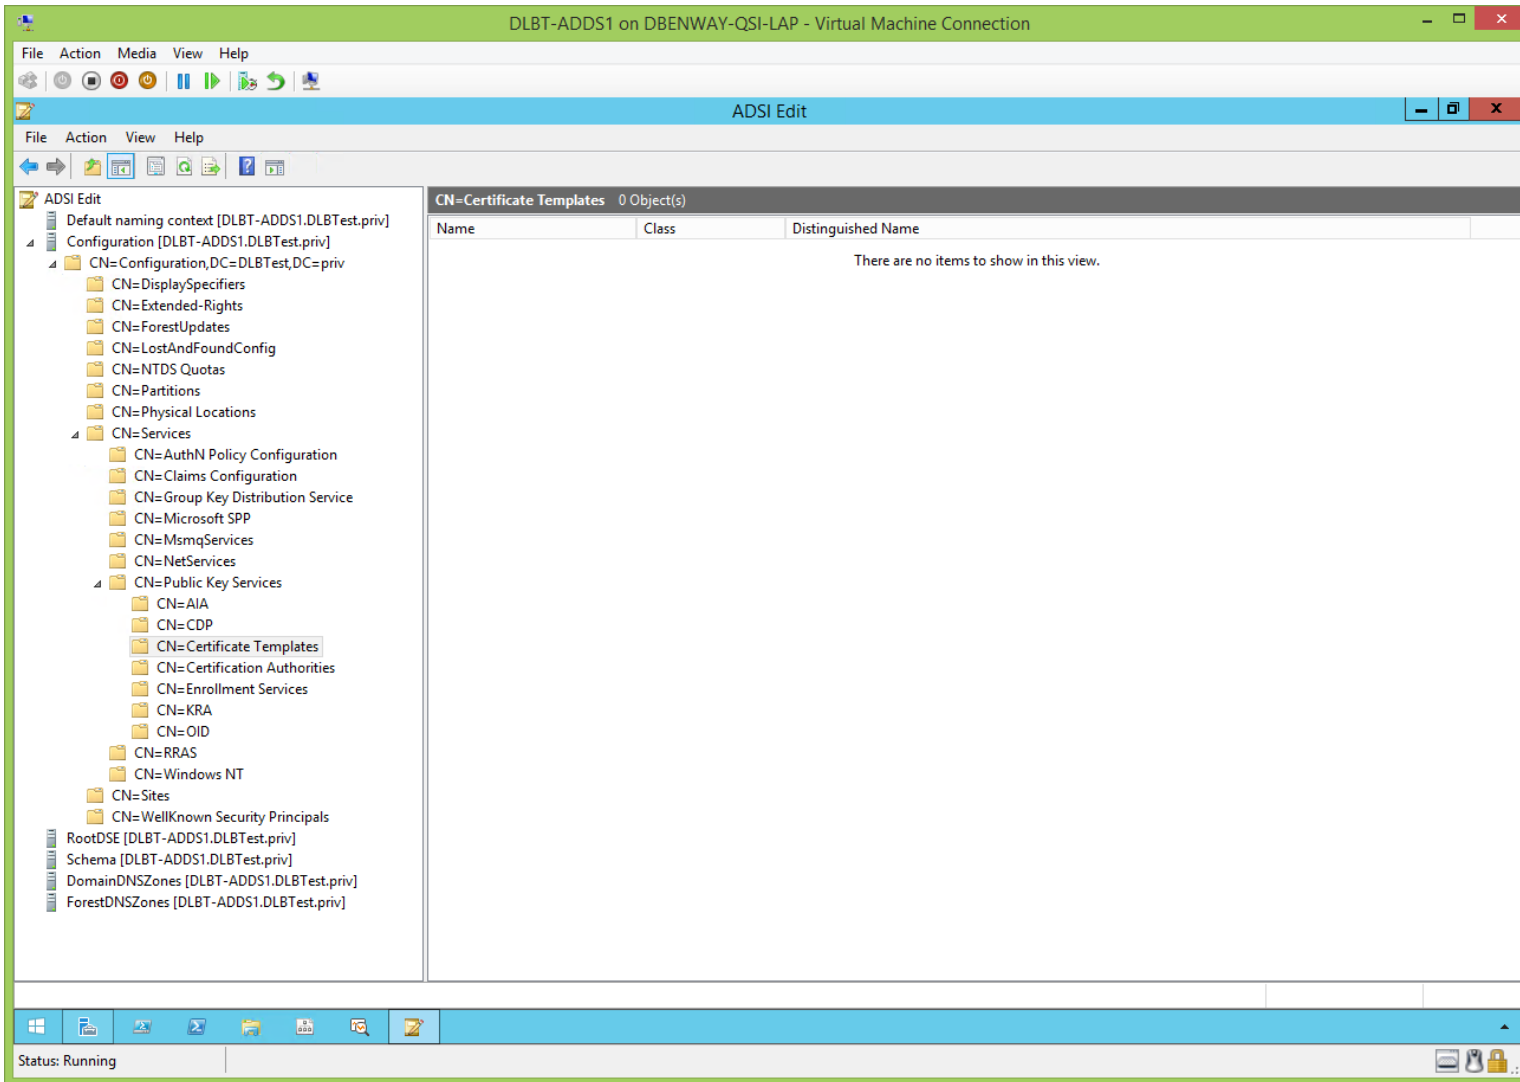 DLBT-ADDS1 on DBENWAY-QSI-LAP - Virtual Machine Connection
File Action Media View Help
ADSI Edit
File Action View Help
ADSI Edit
Default naming context [DLBT-ADDS1.DLBTest.priv]
Configuration [DLBT-ADDS1.DLBTest.priv]
CN=Configuration,DC=DLBTest,DC=priv
CN=DisplaySpecifiers
CN=Extended-Rights
CN=ForestUpdates
CN=LostAndFoundConfig
CN=NTDS Quotas
CN=Partitions
CN=Physical Locations
CN=Services
CN=AuthN Policy Configuration
CN=Claims Configuration
CN=Group Key Distribution Service
CN=Microsoft SPP
CN=MsmqServices
CN=NetServices
CN=Public Key Services
CN=AIA
CN=CDP
CN=Certificate Templates
CN=Certification Authorities
CN=Enrollment Services
CN=KRA
CN=OID
CN=RRAS
CN=Windows NT
CN=Sites
CN=WellKnown Security Principals
RootDSE [DLBT-ADDS1.DLBTest.priv]
Schema [DLBT-ADDS1.DLBTest.priv]
DomainDNSZones [DLBT-ADDS1.DLBTest.priv]
ForestDNSZones [DLBT-ADDS1.DLBTest.priv]
CN=Certificate Templates 0 Object(s)
Name Class Distinguished Name
There are no items to show in this view.
Status: Running